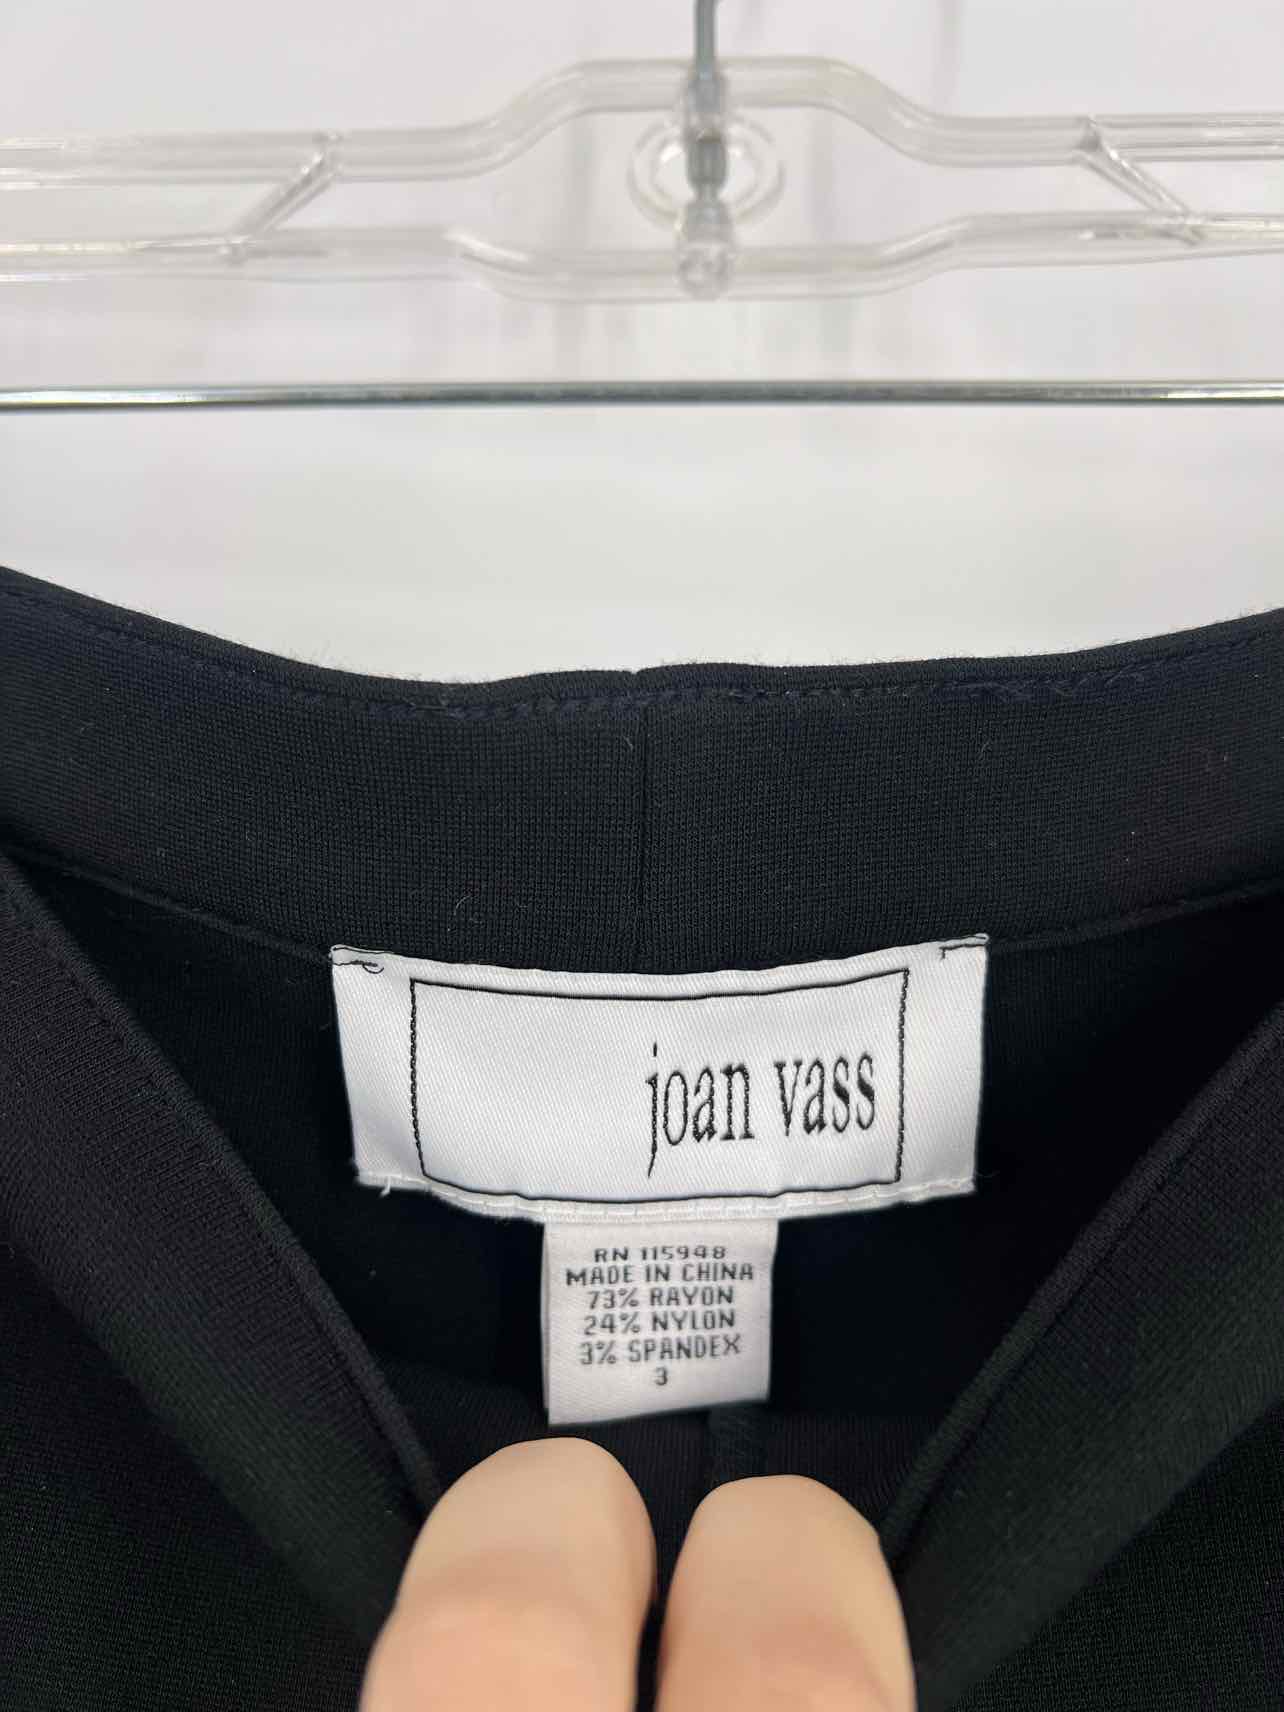 joan vass
RN 115948
MADE IN CHINA
73% RAYON
24% NYLON
3% SPANDEX
3